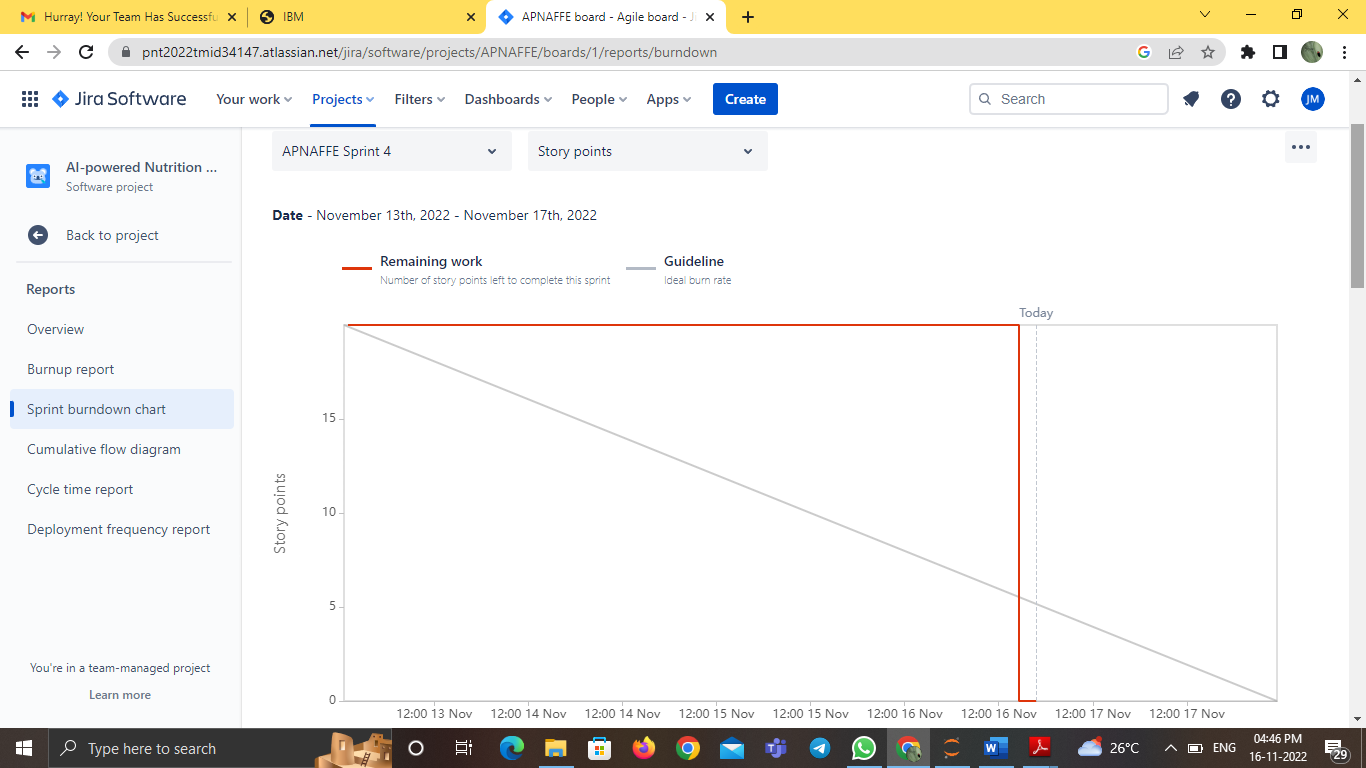 Hurray! Your Team Has Successfu
IBM
APNAFFE board - Agile board - Ji
pnt2022tmid34147.atlassian.net/jira/software/projects/APNAFFE/boards/1/reports/burndown
Jira Software
Your work
Projects
Filters
Dashboards
People
Apps
Create
Search
JM
AI-powered Nutrition ...
Software project
Back to project
Reports
Overview
Burnup report
Sprint burndown chart
Cumulative flow diagram
Cycle time report
Deployment frequency report
You're in a team-managed project
Learn more
APNAFFE Sprint 4
Story points
Date - November 13th, 2022 - November 17th, 2022
Remaining work
Number of story points left to complete this sprint
Guideline
Ideal burn rate
Today
15
10
5
0
Story points
12:00 13 Nov 12:00 14 Nov 12:00 14 Nov 12:00 15 Nov 12:00 15 Nov 12:00 16 Nov 12:00 16 Nov 12:00 17 Nov 12:00 17 Nov
Type here to search
26°C
ENG
04:46 PM
16-11-2022
29